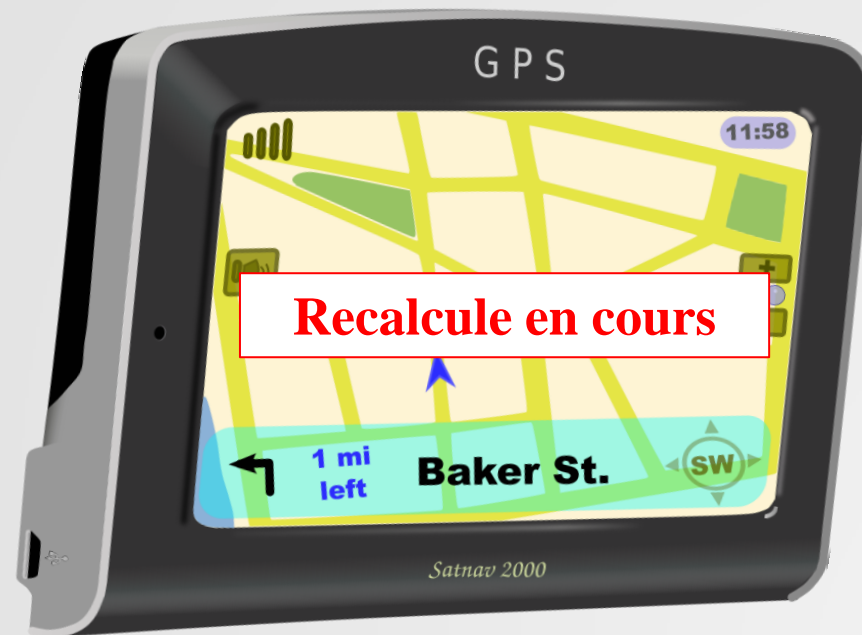 GPS
11:58
+
Recalcule en cours
1 mi
left
Baker St.
SW
Satnav 2000